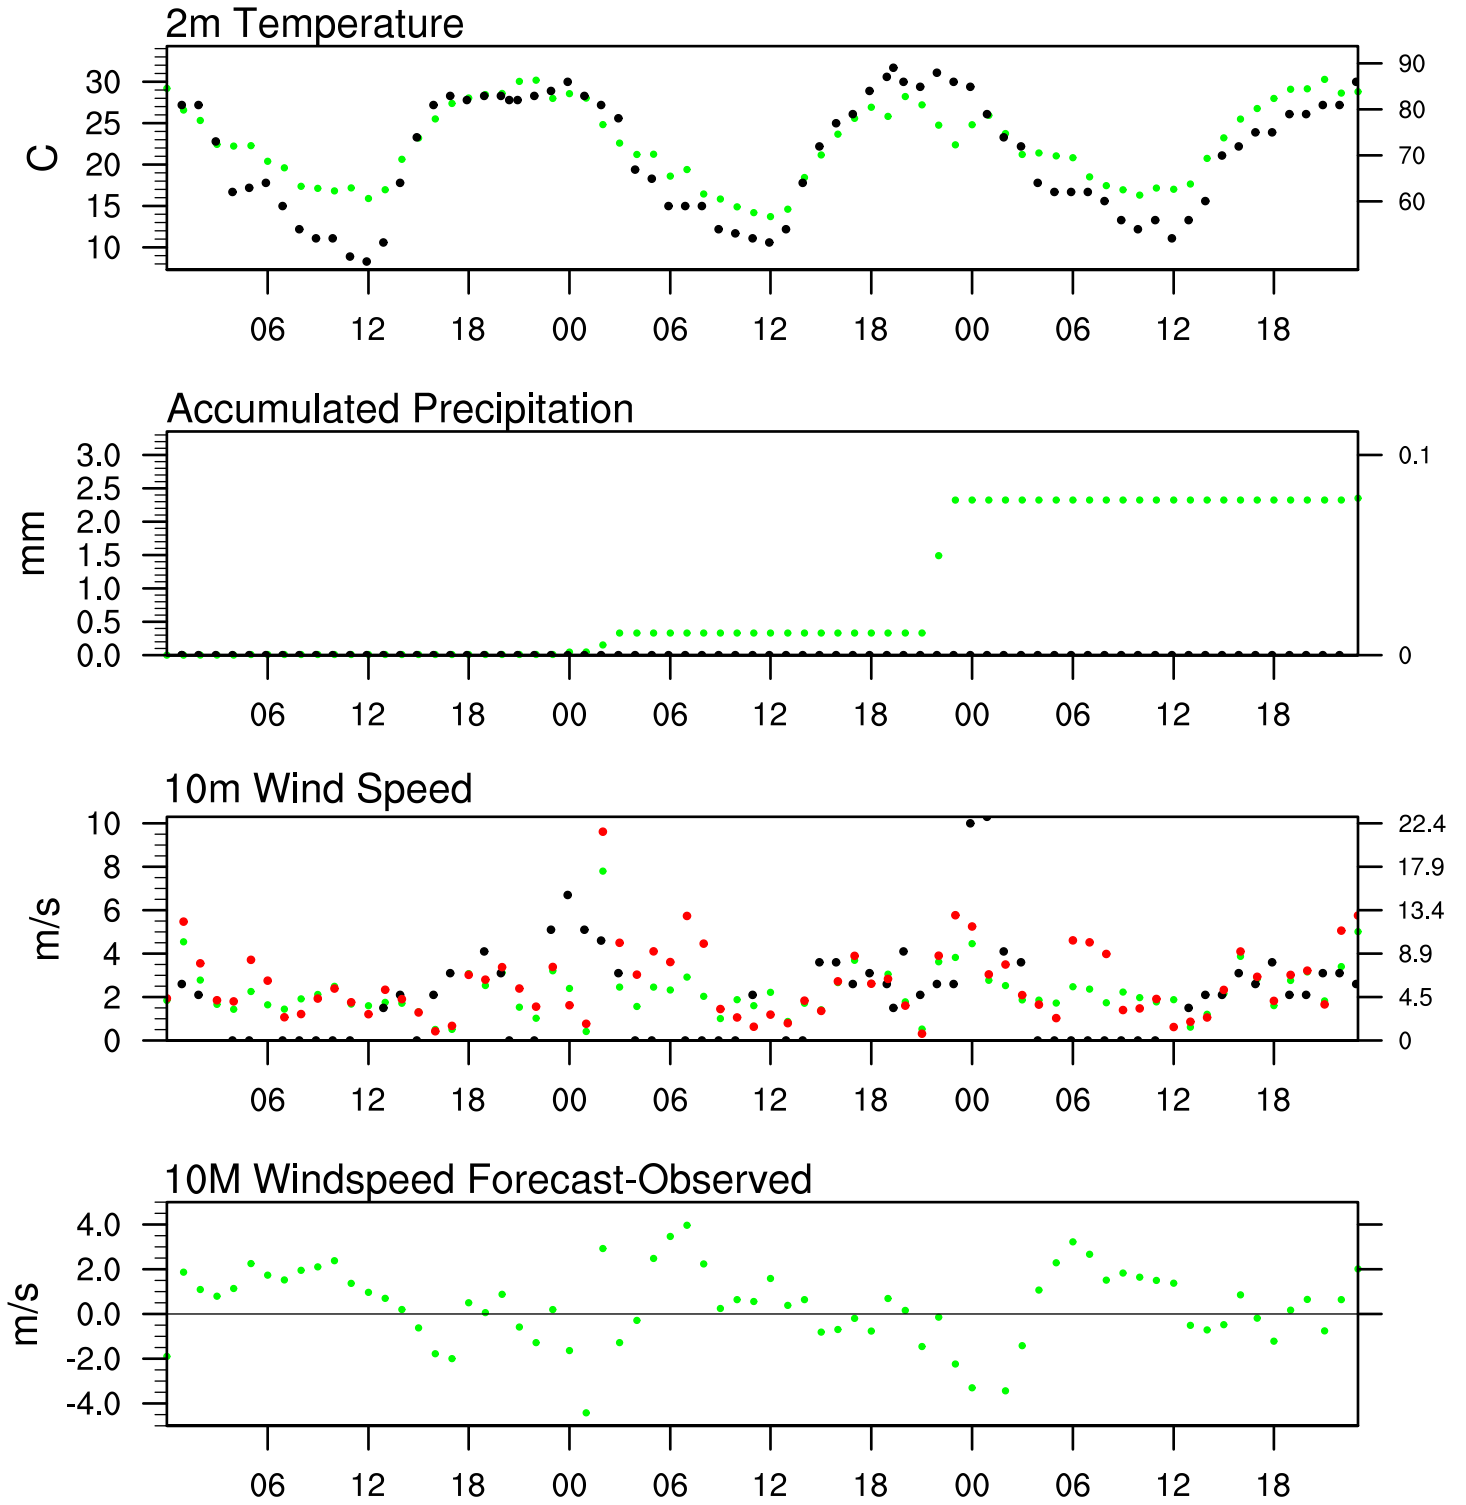 2m Temperature
30 90
25 80
C
20 70
15 60
10
06 12 18 00 06 12 18 00 06 12 18
Accumulated Precipitation
3.0 0.1
2.5
2.0
mm
1.5
1.0
0.5
0.0 0
06 12 18 00 06 12 18 00 06 12 18
10m Wind Speed
10 22.4
8 17.9
6 13.4
m/s
4 8.9
2 4.5
0 0
06 12 18 00 06 12 18 00 06 12 18
10M Windspeed Forecast-Observed
4.0
2.0
m/s
0.0
-2.0
-4.0
06 12 18 00 06 12 18 00 06 12 18